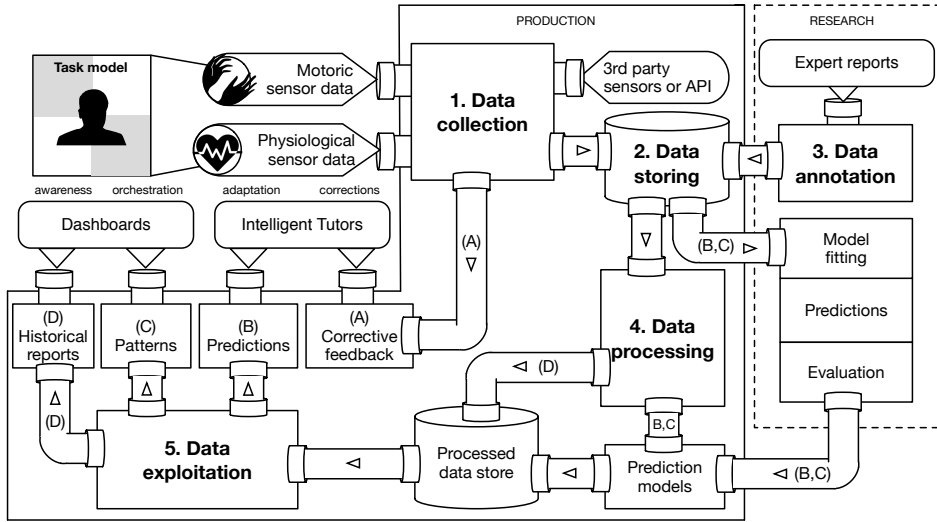 PRODUCTION
RESEARCH
Task model
Motoric
sensor data
1. Data
collection
3rd party
sensors or API
Expert reports
Physiological
sensor data
2. Data
storing
3. Data
annotation
awareness
orchestration
adaptation
corrections
Dashboards
Intelligent Tutors
(A)
(B,C)
Model
fitting
(D)
Historical
reports
(C)
Patterns
(B)
Predictions
(A)
Corrective
feedback
4. Data
processing
Predictions
(D)
Evaluation
(D)
B,C
5. Data
exploitation
Processed
data store
Prediction
models
(B,C)